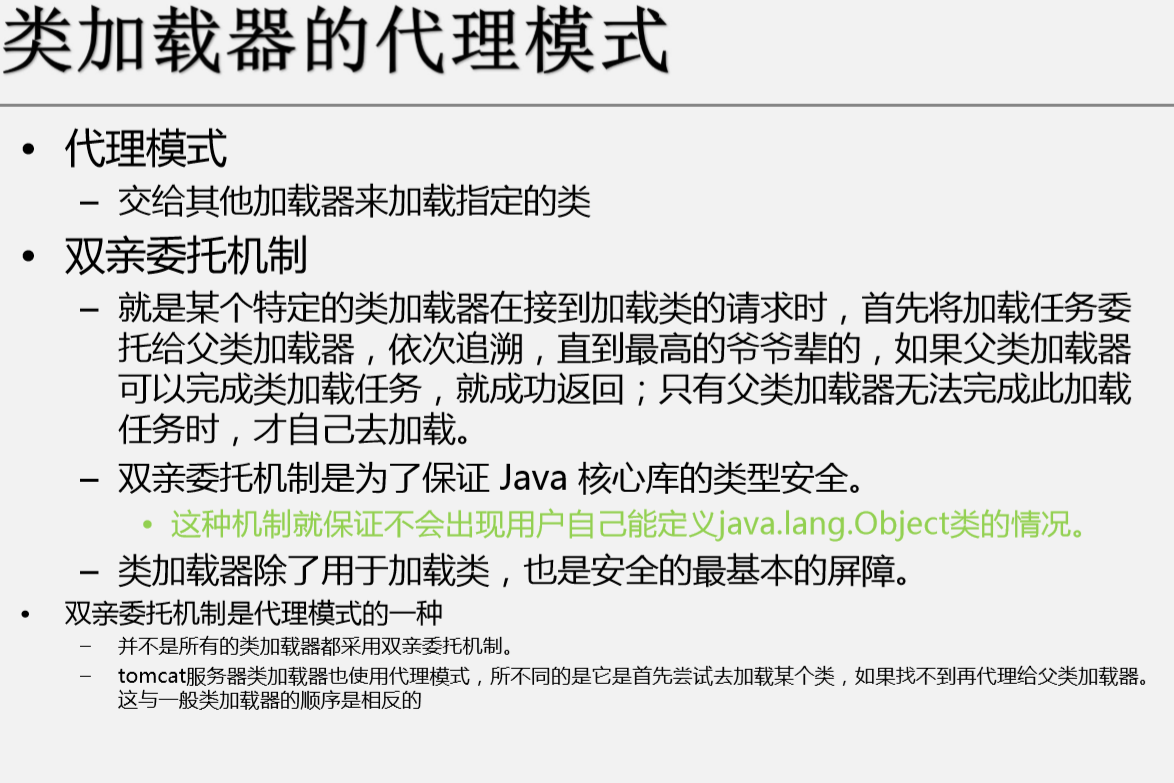 类加载器的代理模式
• 代理模式
– 交给其他加载器来加载指定的类
• 双亲委托机制
– 就是某个特定的类加载器在接到加载类的请求时，首先将加载任务委
托给父类加载器，依次追溯，直到最高的爷爷辈的，如果父类加载器
可以完成类加载任务，就成功返回；只有父类加载器无法完成此加载
任务时，才自己去加载。
– 双亲委托机制是为了保证 Java 核心库的类型安全。
• 这种机制就保证不会出现用户自己能定义java.lang.Object类的情况。
– 类加载器除了用于加载类，也是安全的最基本的屏障。
• 双亲委托机制是代理模式的一种
– 并不是所有的类加载器都采用双亲委托机制。
– tomcat服务器类加载器也使用代理模式，所不同的是它是首先尝试去加载某个类，如果找不到再代理给父类加载器。
这与一般类加载器的顺序是相反的